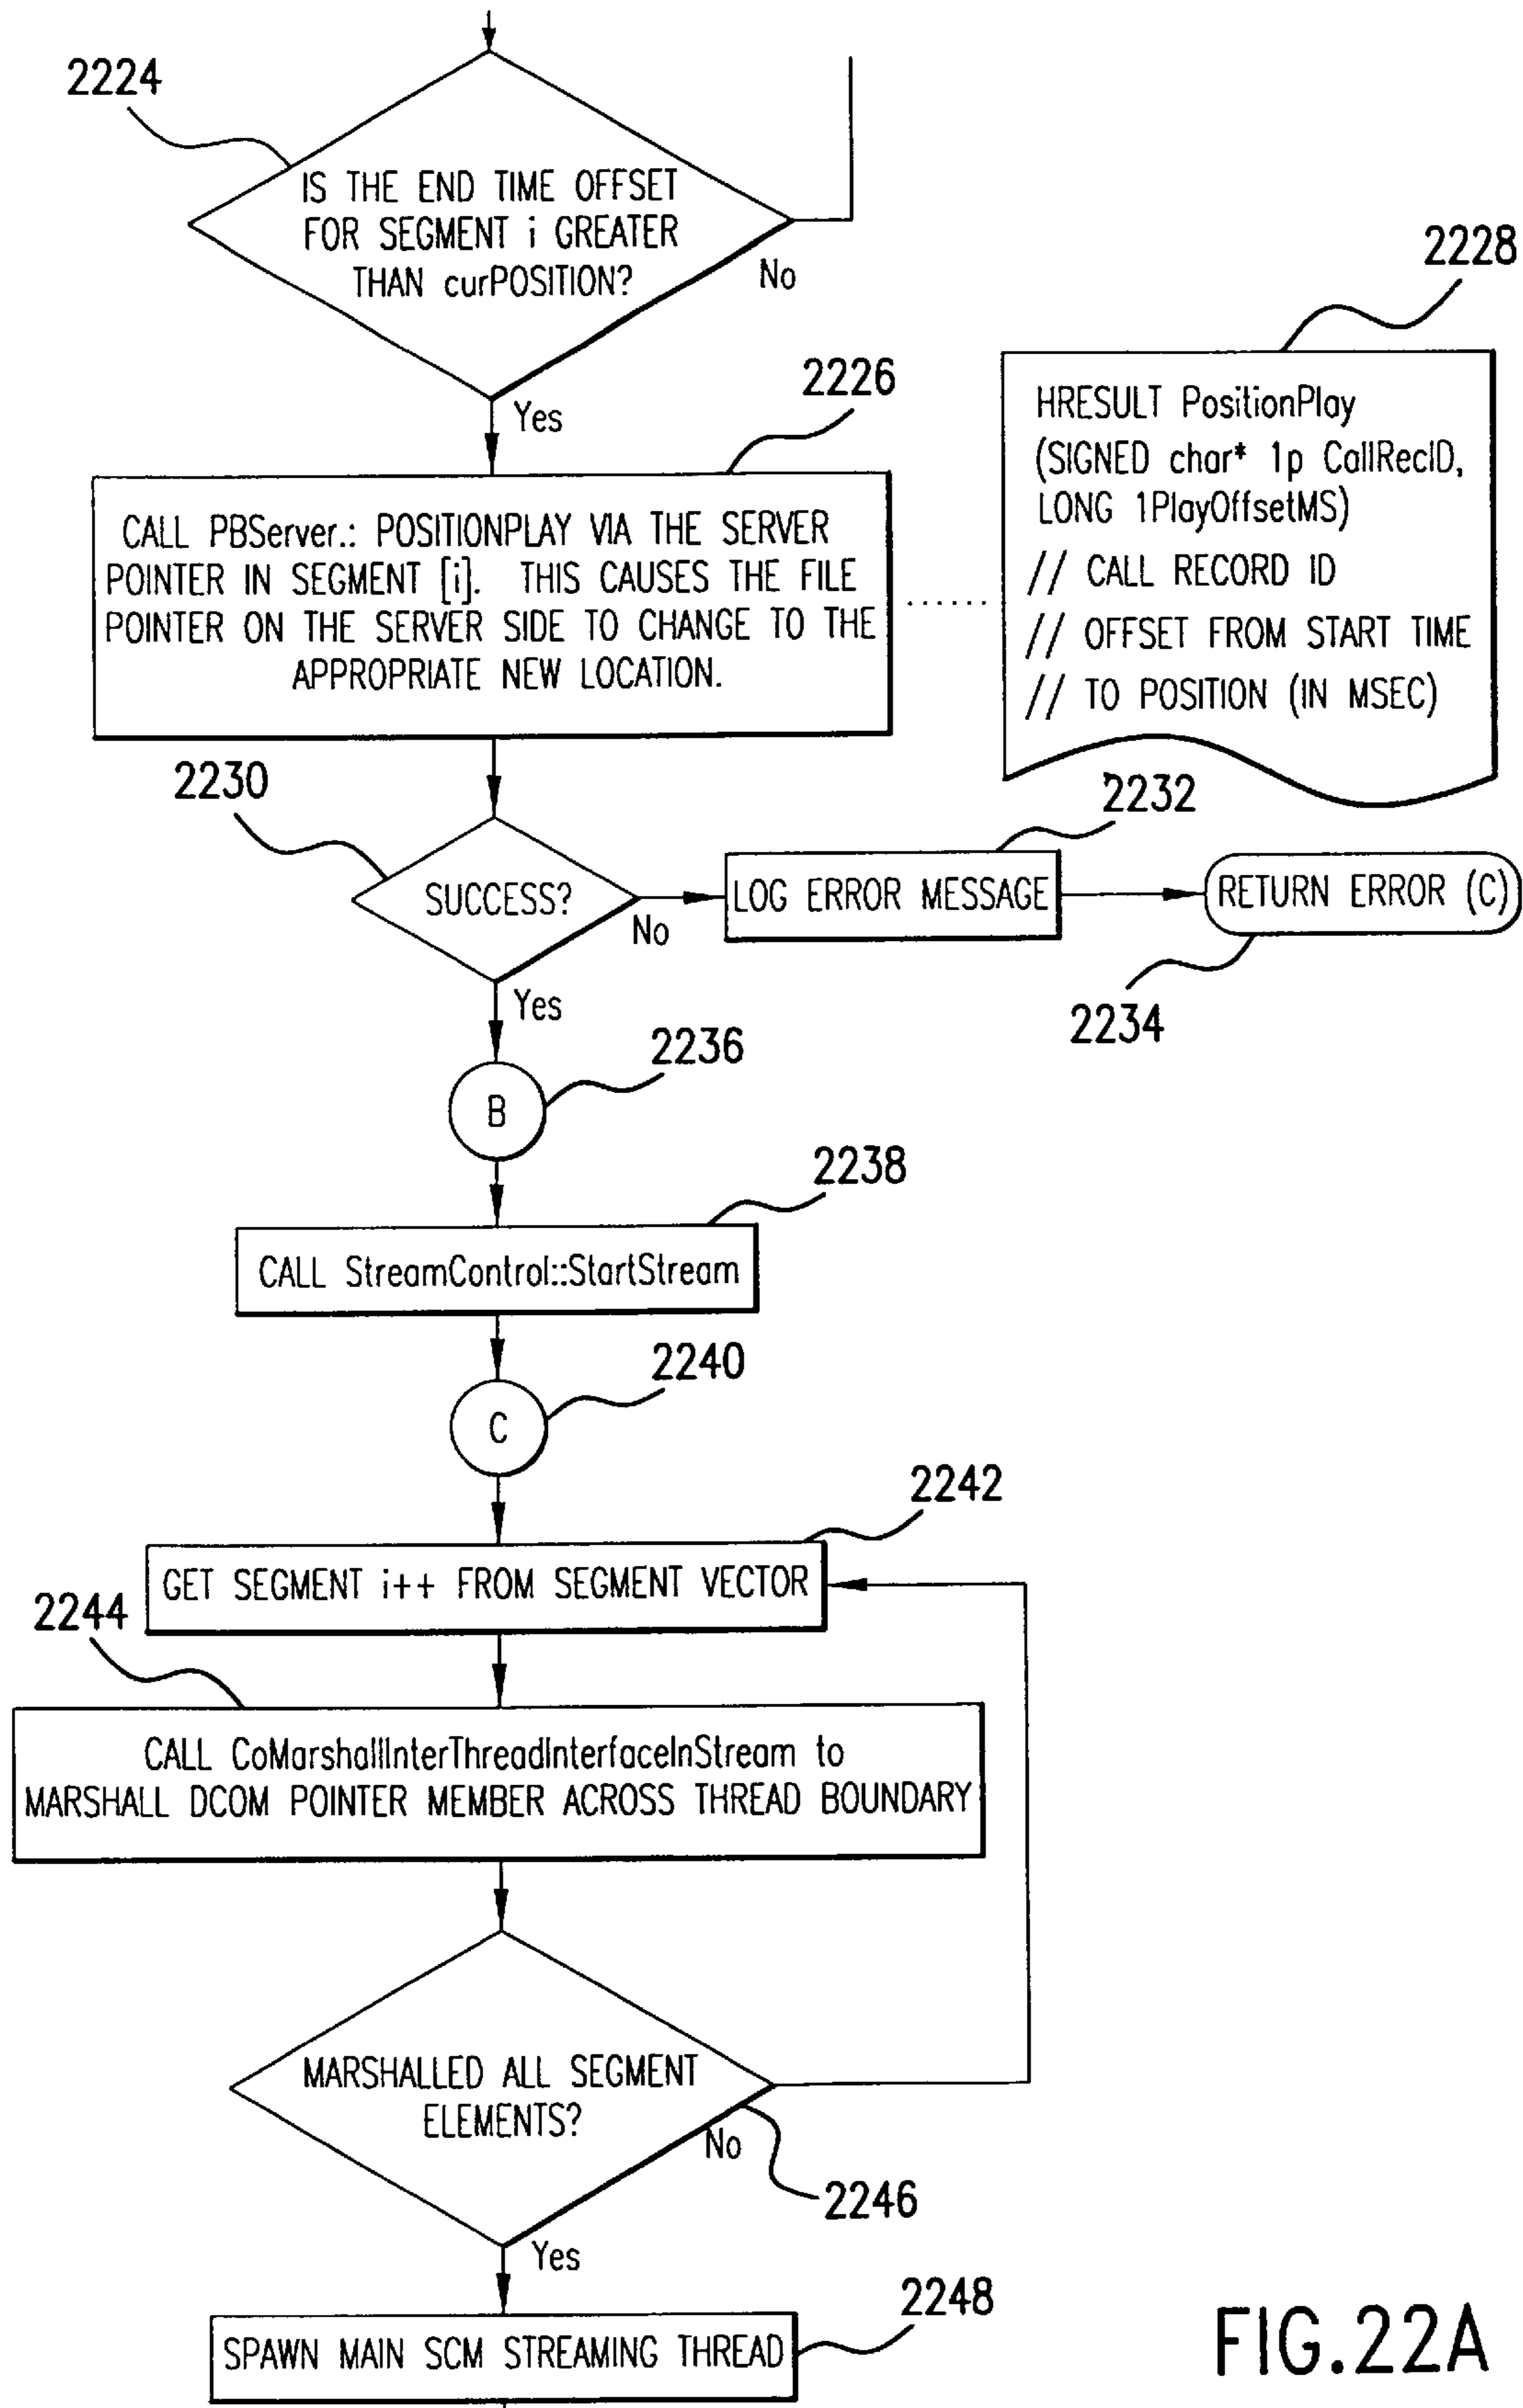 2224
IS THE END TIME OFFSET
FOR SEGMENT i GREATER
THAN curPOSITION?
No
Yes
2226
CALL PBServer.: POSITIONPLAY VIA THE SERVER
POINTER IN SEGMENT [i]. THIS CAUSES THE FILE
POINTER ON THE SERVER SIDE TO CHANGE TO THE
APPROPRIATE NEW LOCATION.
2228
HRESULT PositionPlay
(SIGNED char* 1p CallRecID,
LONG 1PlayOffsetMS)
// CALL RECORD ID
// OFFSET FROM START TIME
// TO POSITION (IN MSEC)
2230
SUCCESS?
No
Yes
2232
LOG ERROR MESSAGE
RETURN ERROR (C)
2234
B
2236
2238
CALL StreamControl::StartStream
C
2240
2242
GET SEGMENT i++ FROM SEGMENT VECTOR
2244
CALL CoMarshallInterThreadInterfaceInStream to
MARSHALL DCOM POINTER MEMBER ACROSS THREAD BOUNDARY
MARSHALLED ALL SEGMENT
ELEMENTS?
No
2246
Yes
2248
SPAWN MAIN SCM STREAMING THREAD
FIG.22A